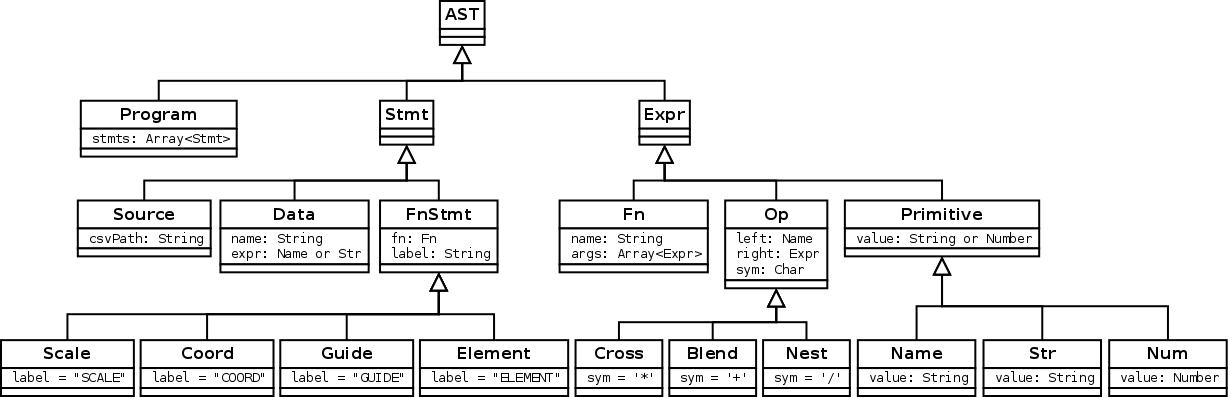 AST
Program
stmts: Array<Stmt>
Stmt
Expr
Source
csvPath: String
Data
name: String
expr: Name or Str
FnStmt
fn: Fn
label: String
Fn
name: String
args: Array<Expr>
Op
left: Name
right: Expr
sym: Char
Primitive
value: String or Number
Scale
label = "SCALE"
Coord
label = "COORD"
Guide
label = "GUIDE"
Element
label = "ELEMENT"
Cross
sym = '*'
Blend
sym = '+'
Nest
sym = '/'
Name
value: String
Str
value: String
Num
value: Number